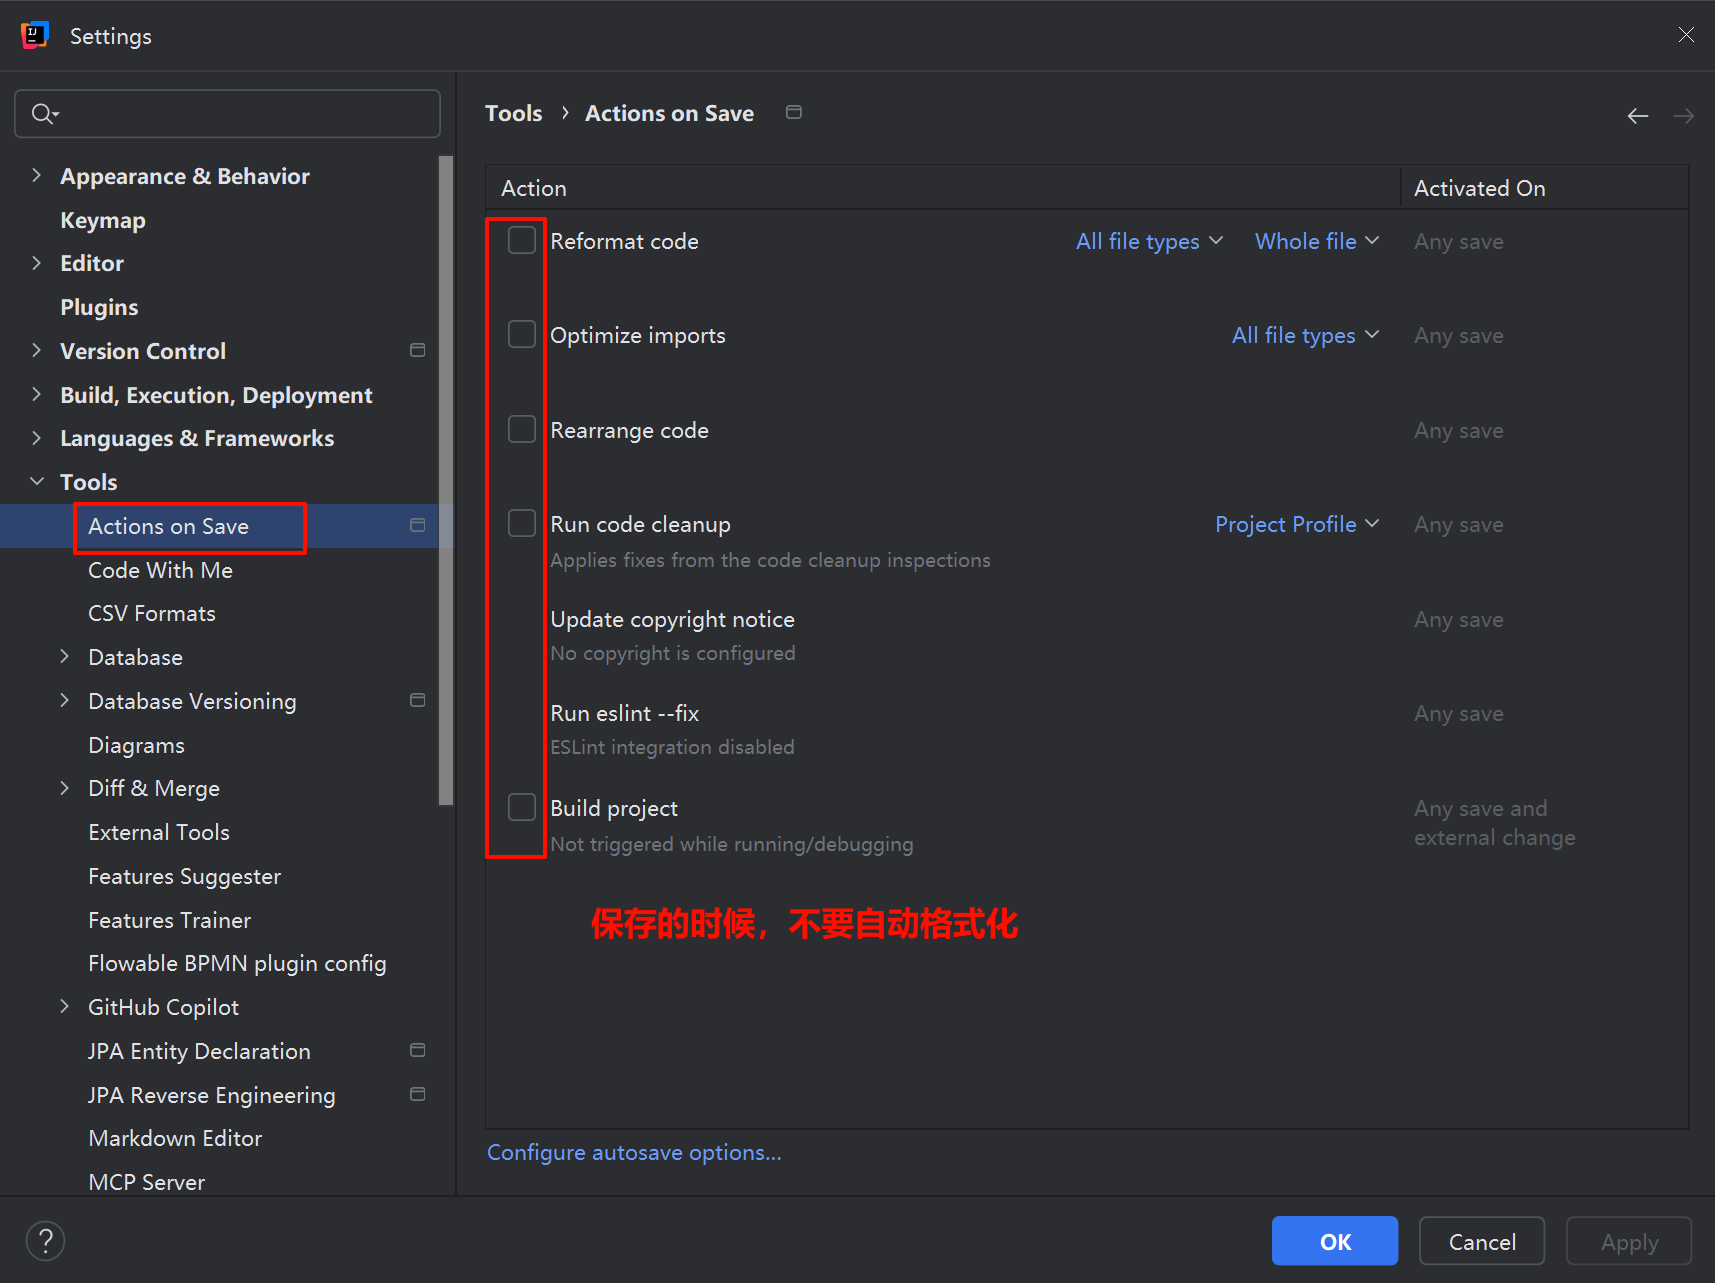 Settings
Tools › Actions on Save
Appearance & Behavior
Keymap
Editor
Plugins
Version Control
Build, Execution, Deployment
Languages & Frameworks
Tools
Actions on Save
Code With Me
CSV Formats
Database
Database Versioning
Diagrams
Diff & Merge
External Tools
Features Suggester
Features Trainer
Flowable BPMN plugin config
GitHub Copilot
JPA Entity Declaration
JPA Reverse Engineering
Markdown Editor
MCP Server
Action Activated On
Reformat code All file types Whole file Any save
Optimize imports All file types Any save
Rearrange code Any save
Run code cleanup Project Profile Any save
Applies fixes from the code cleanup inspections
Update copyright notice Any save
No copyright is configured
Run eslint --fix Any save
ESLint integration disabled
Build project Any save and
external change
Not triggered while running/debugging
保存的时候，不要自动格式化
Configure autosave options...
? OK Cancel Apply